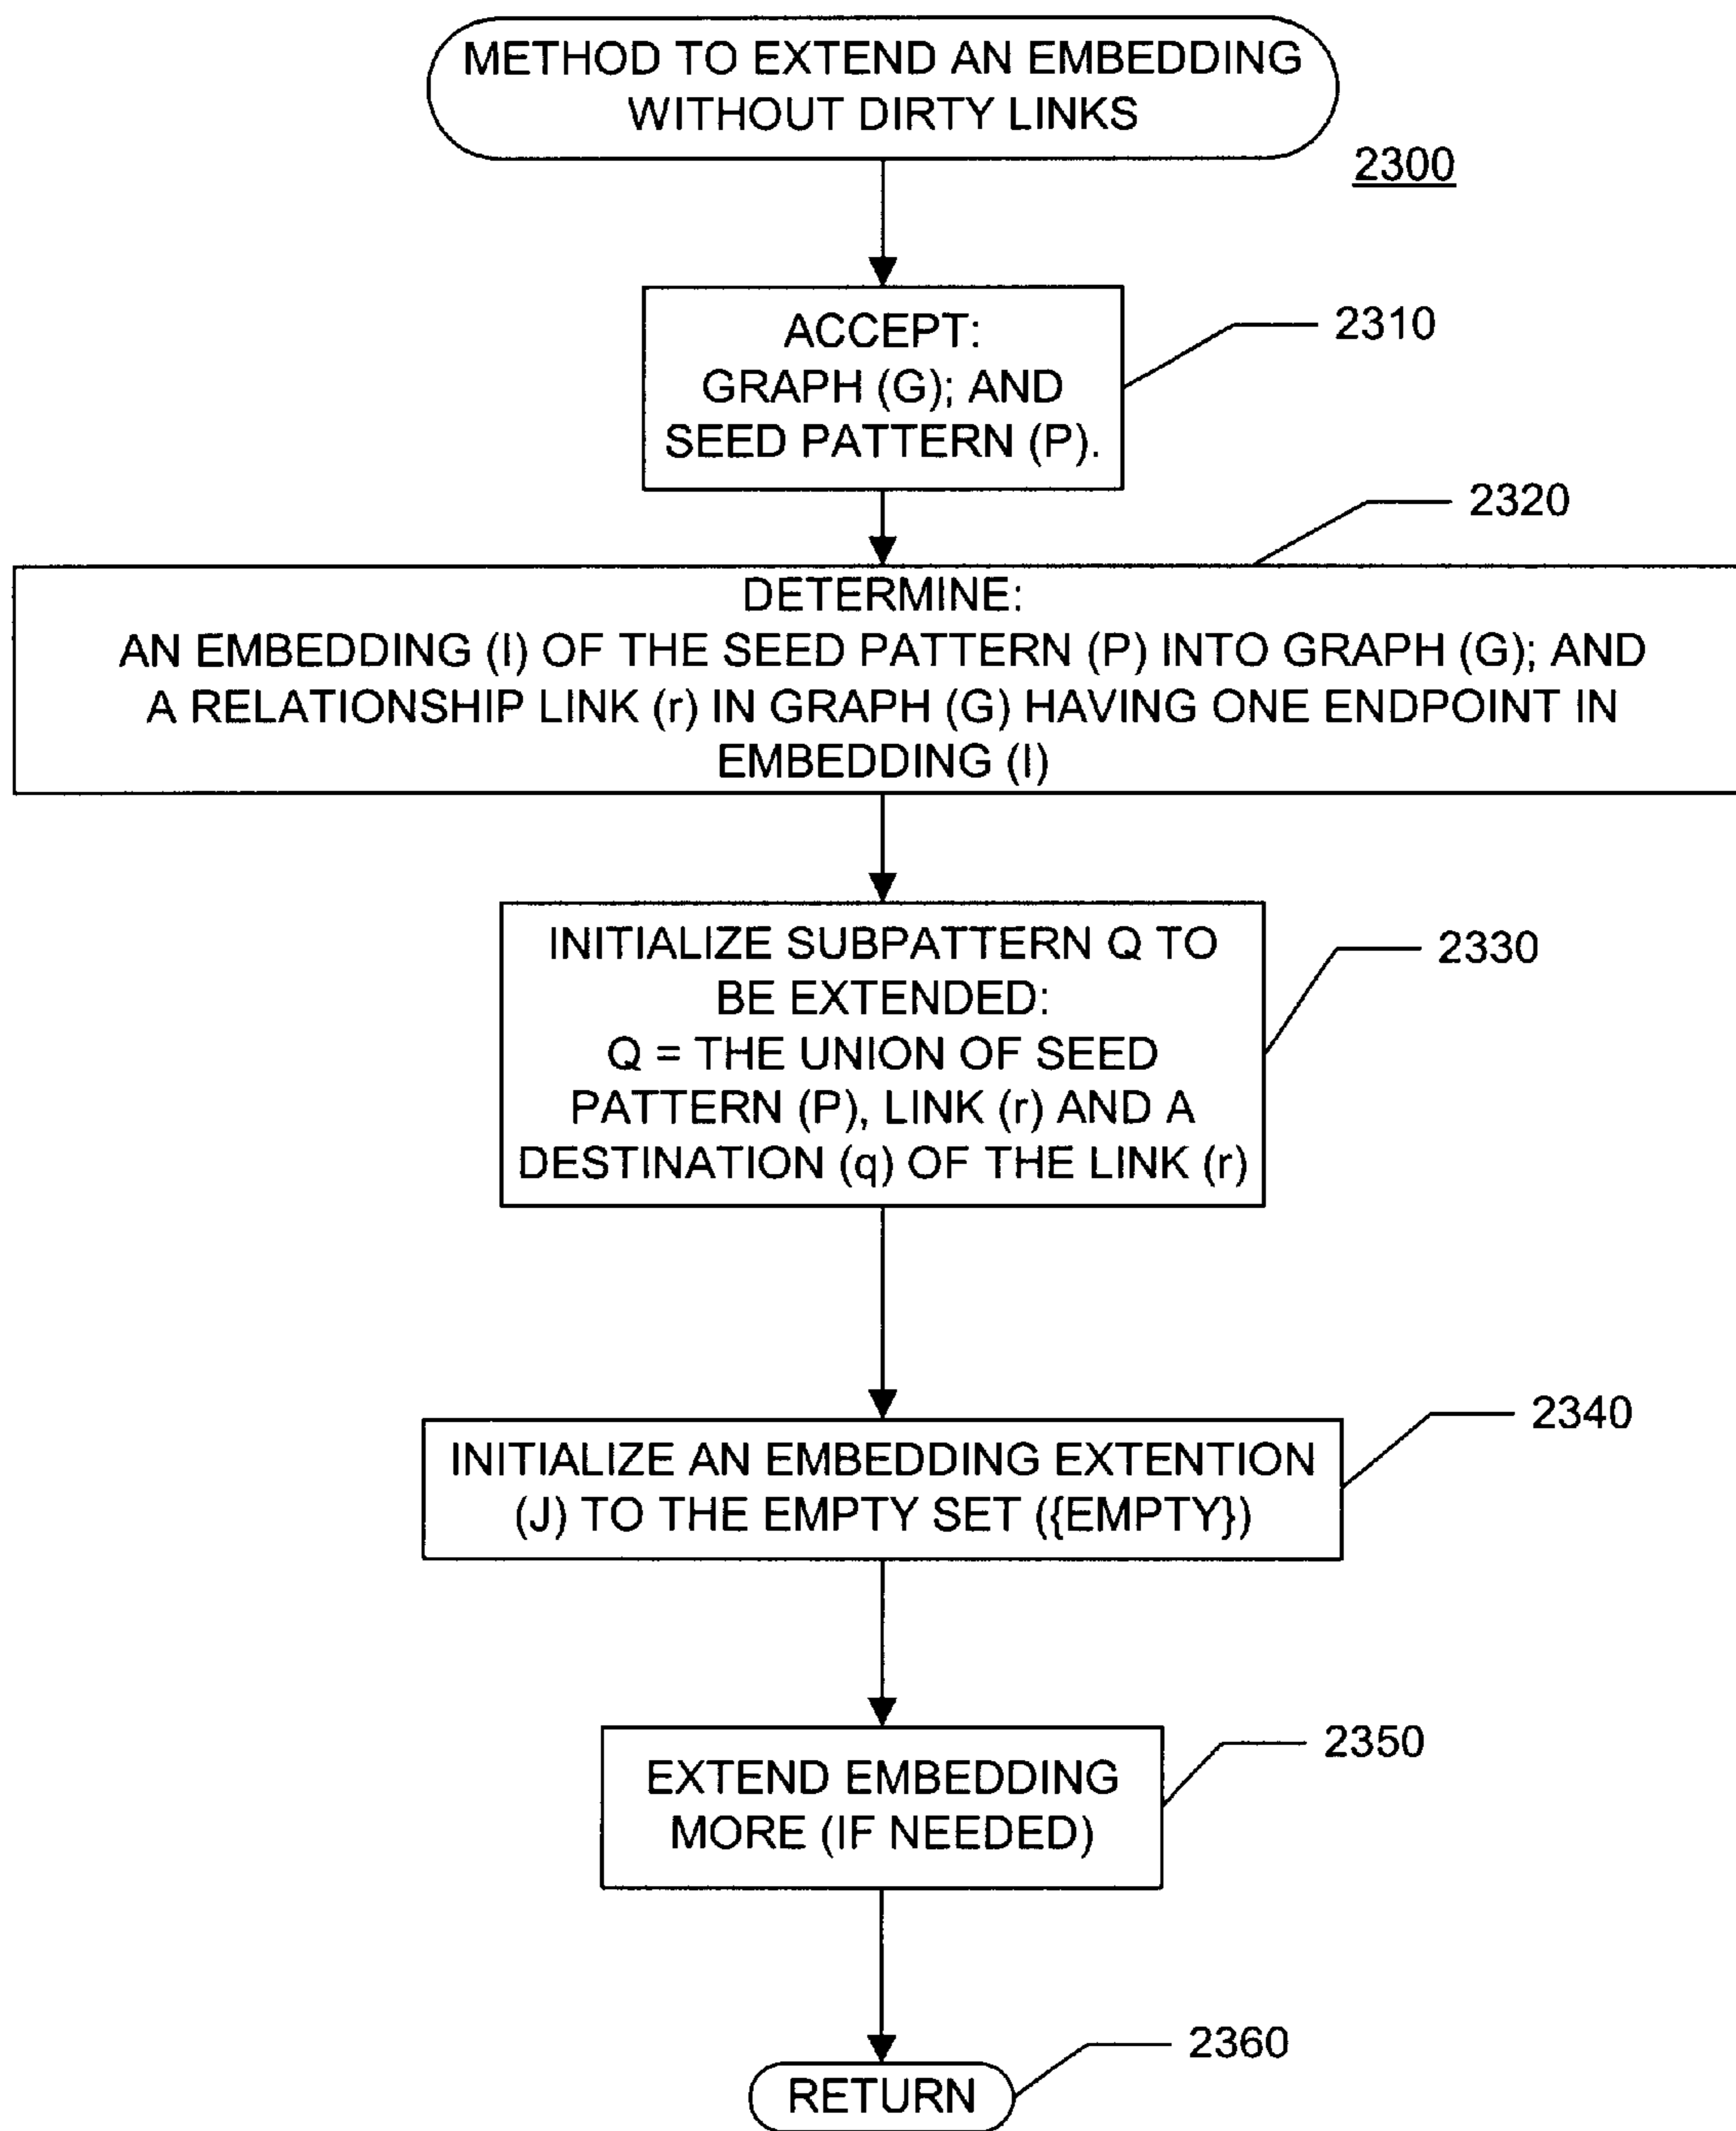 METHOD TO EXTEND AN EMBEDDING
WITHOUT DIRTY LINKS
2300
ACCEPT:
GRAPH (G); AND
SEED PATTERN (P).
2310
2320
DETERMINE:
AN EMBEDDING (I) OF THE SEED PATTERN (P) INTO GRAPH (G); AND
A RELATIONSHIP LINK (r) IN GRAPH (G) HAVING ONE ENDPOINT IN
EMBEDDING (I)
INITIALIZE SUBPATTERN Q TO
BE EXTENDED:
Q = THE UNION OF SEED
PATTERN (P), LINK (r) AND A
DESTINATION (q) OF THE LINK (r)
2330
INITIALIZE AN EMBEDDING EXTENTION
(J) TO THE EMPTY SET ({EMPTY})
2340
EXTEND EMBEDDING
MORE (IF NEEDED)
2350
RETURN
2360